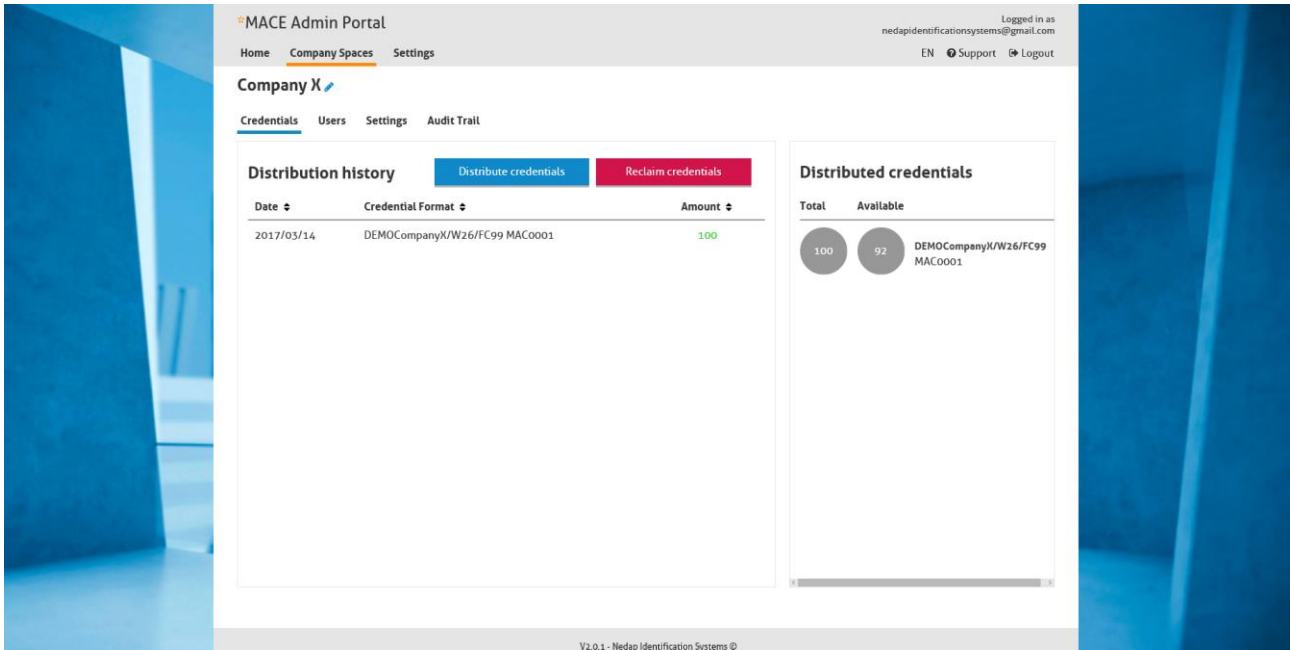 *MACE Admin Portal
Logged in as
nedapidentificationsystems@gmail.com
Home Company Spaces Settings
EN Support Logout
Company X
Credentials Users Settings Audit Trail
Distribution history
Distribute credentials
Reclaim credentials
Date Credential Format Amount
2017/03/14 DEMOCompanyX/W26/FC99 MAC0001 100
Distributed credentials
Total Available
100 92 DEMOCompanyX/W26/FC99
MAC0001
V2.0.1 - Nedap Identification Systems ©